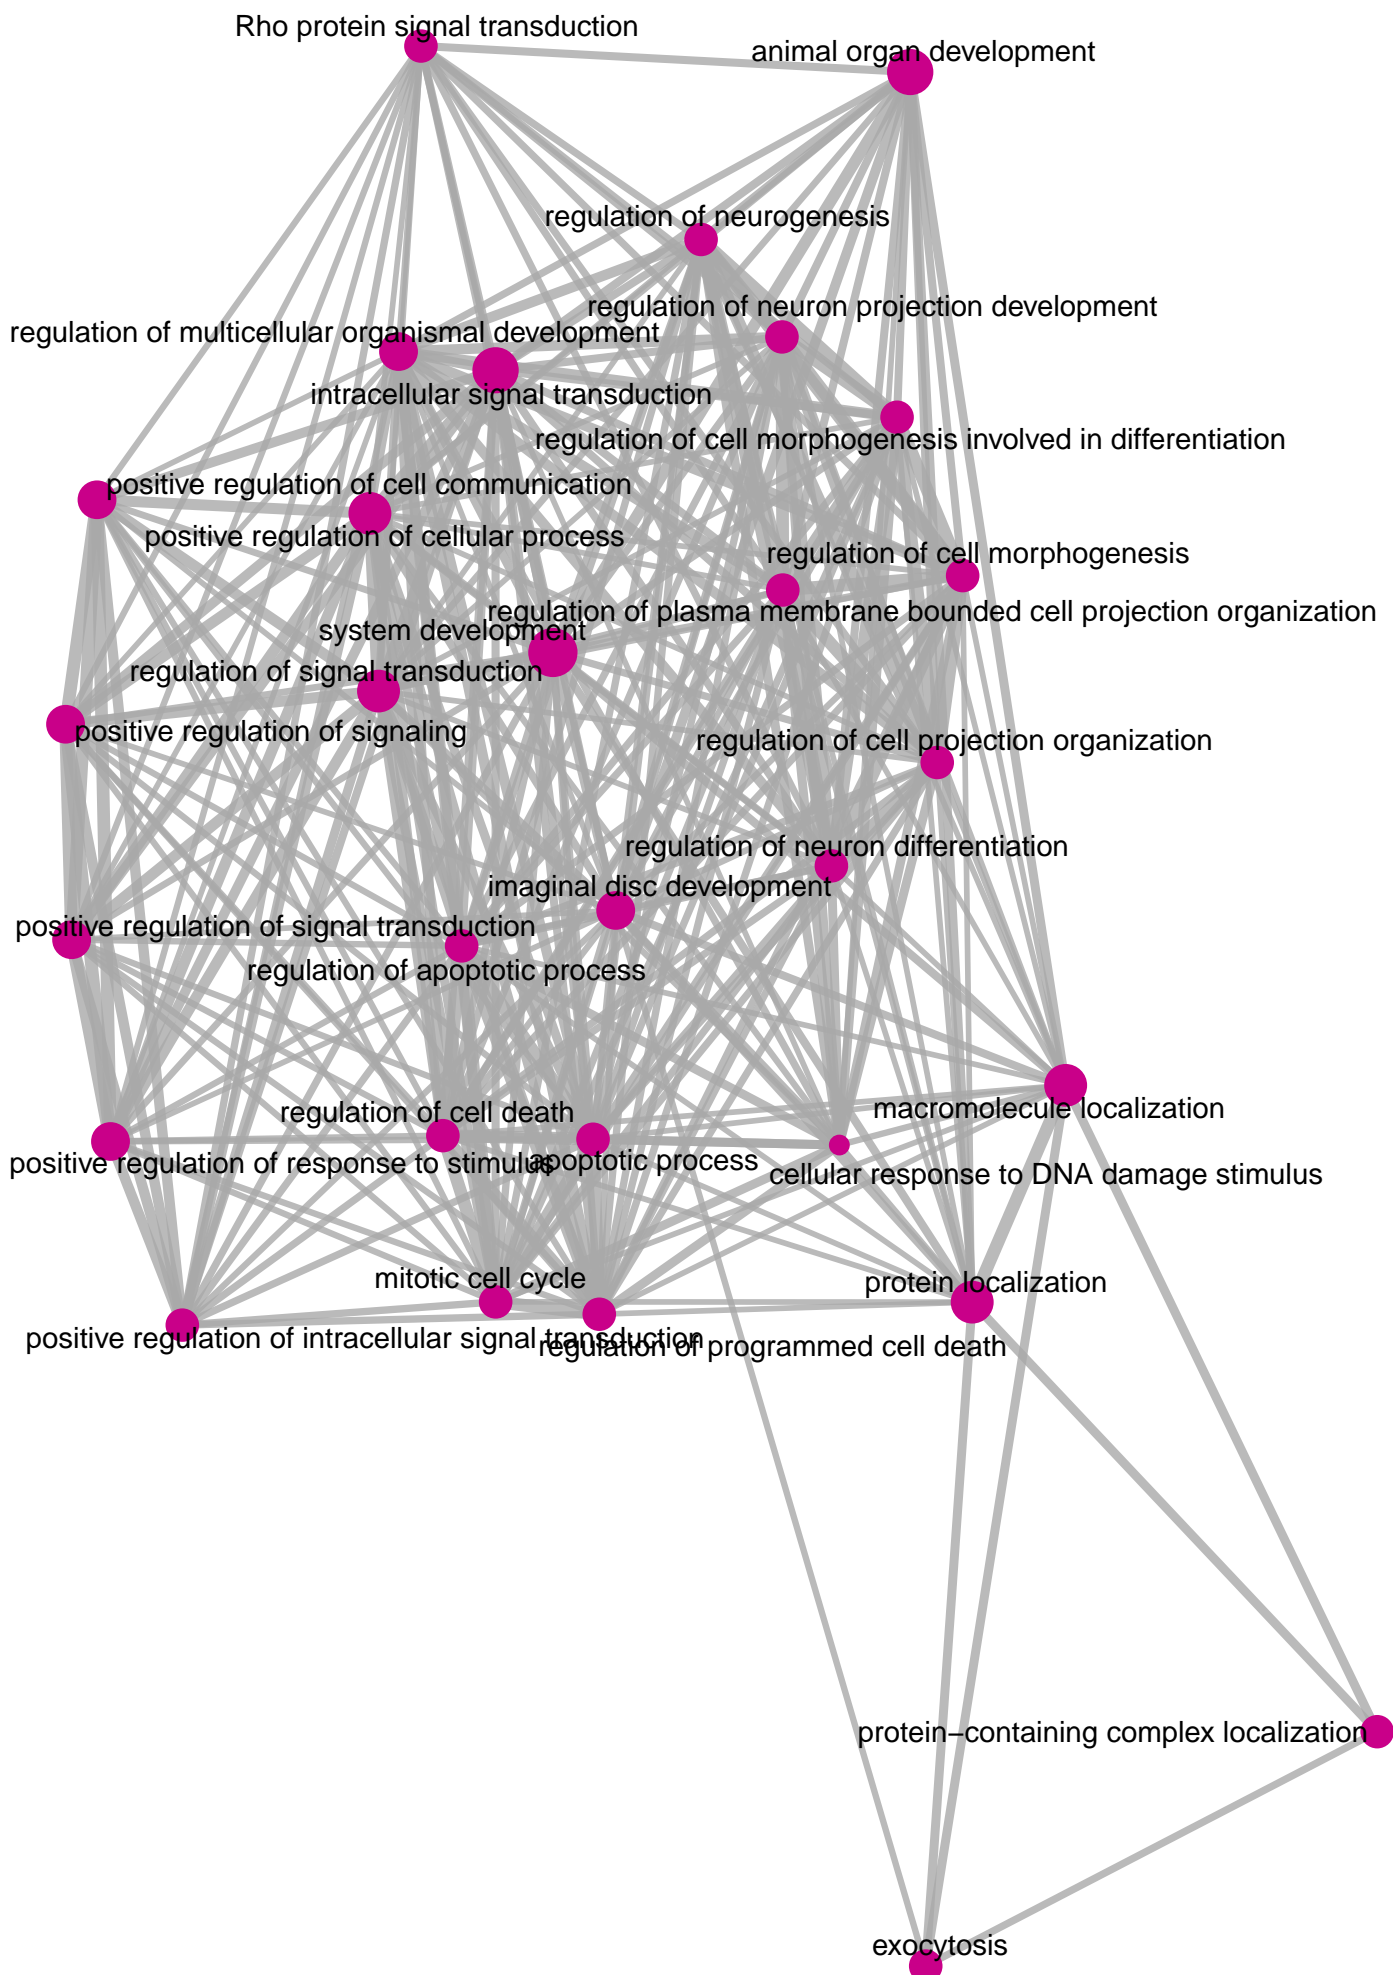 Rho protein signal transduction
animal organ development
regulation of neurogenesis
regulation of neuron projection development
regulation of multicellular organismal development
intracellular signal transduction
regulation of cell morphogenesis involved in differentiation
positive regulation of cell communication
positive regulation of cellular process
regulation of cell morphogenesis
regulation of plasma membrane bounded cell projection organization
system development
regulation of signal transduction
positive regulation of signaling
regulation of cell projection organization
regulation of neuron differentiation
imaginal disc development
positive regulation of signal transduction
regulation of apoptotic process
regulation of cell death
macromolecule localization
positive regulation of response to stimulus
apoptotic process
cellular response to DNA damage stimulus
mitotic cell cycle
protein localization
positive regulation of intracellular signal transduction
regulation of programmed cell death
protein−containing complex localization
exocytosis